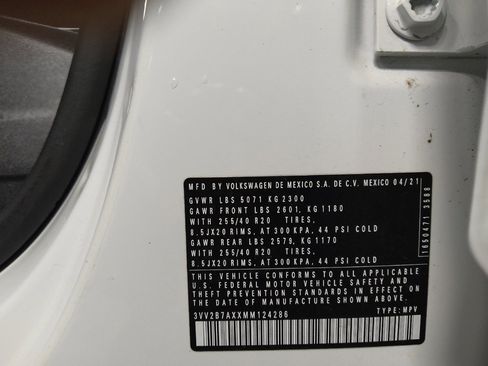 MFD BY VOLKSWAGEN DE MEXICO S.A. DE C.V. MEXICO 04/21
GVWR LBS 5071 KG 2300
GAWR FRONT LBS 2601, KG 1180
WITH 255/40 R20 TIRES,
8.5JX20 RIMS, AT 300 KPA, 44 PSI COLD
GAWR REAR LBS 2579, KG 1170
WITH 255/40 R20 TIRES,
8.5JX20 RIMS, AT 300 KPA, 44 PSI COLD
THIS VEHICLE CONFORMS TO ALL APPLICABLE
U.S. FEDERAL MOTOR VEHICLE SAFETY AND
THEFT PREVENTION STANDARDS IN EFFECT ON
THE DATE OF MANUFACTURE SHOWN ABOVE.
3VV2B7AXXMM124286 TYPE: MPV
1650471 3588